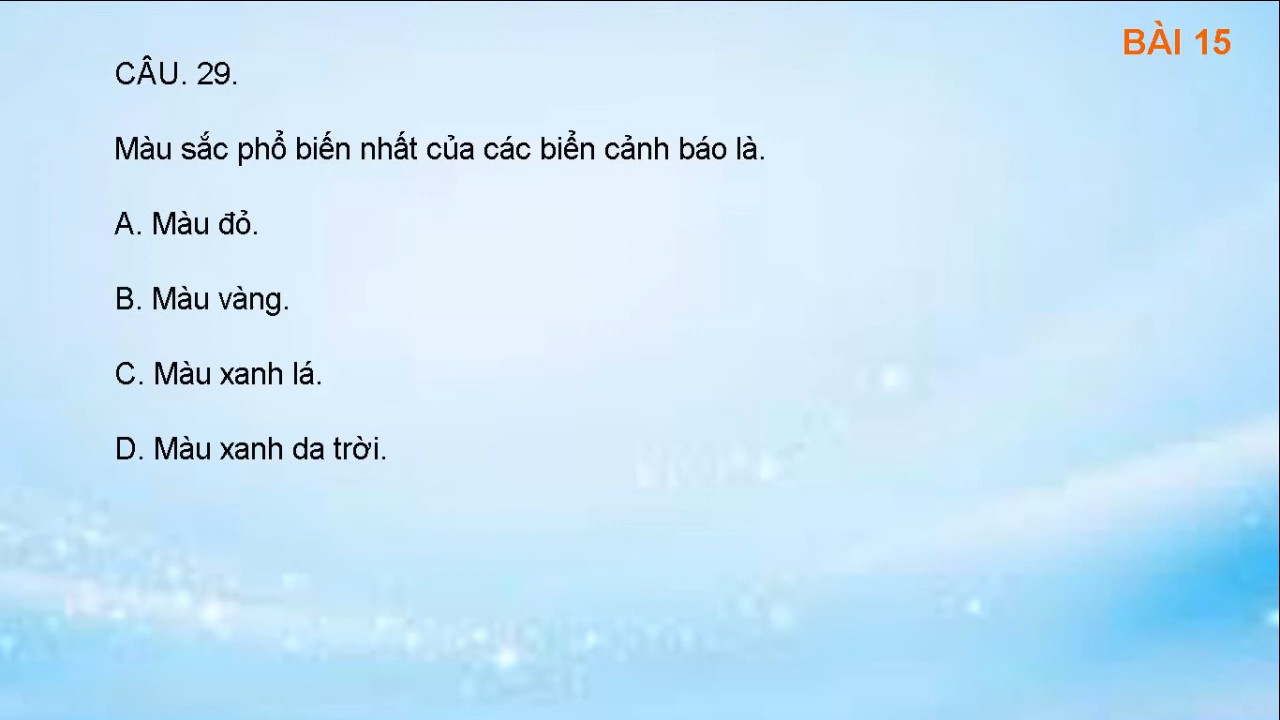 BÀI 15
CÂU. 29.
Màu sắc phổ biến nhất của các biển cảnh báo là.
A. Màu đỏ.
B. Màu vàng.
C. Màu xanh lá.
D. Màu xanh da trời.